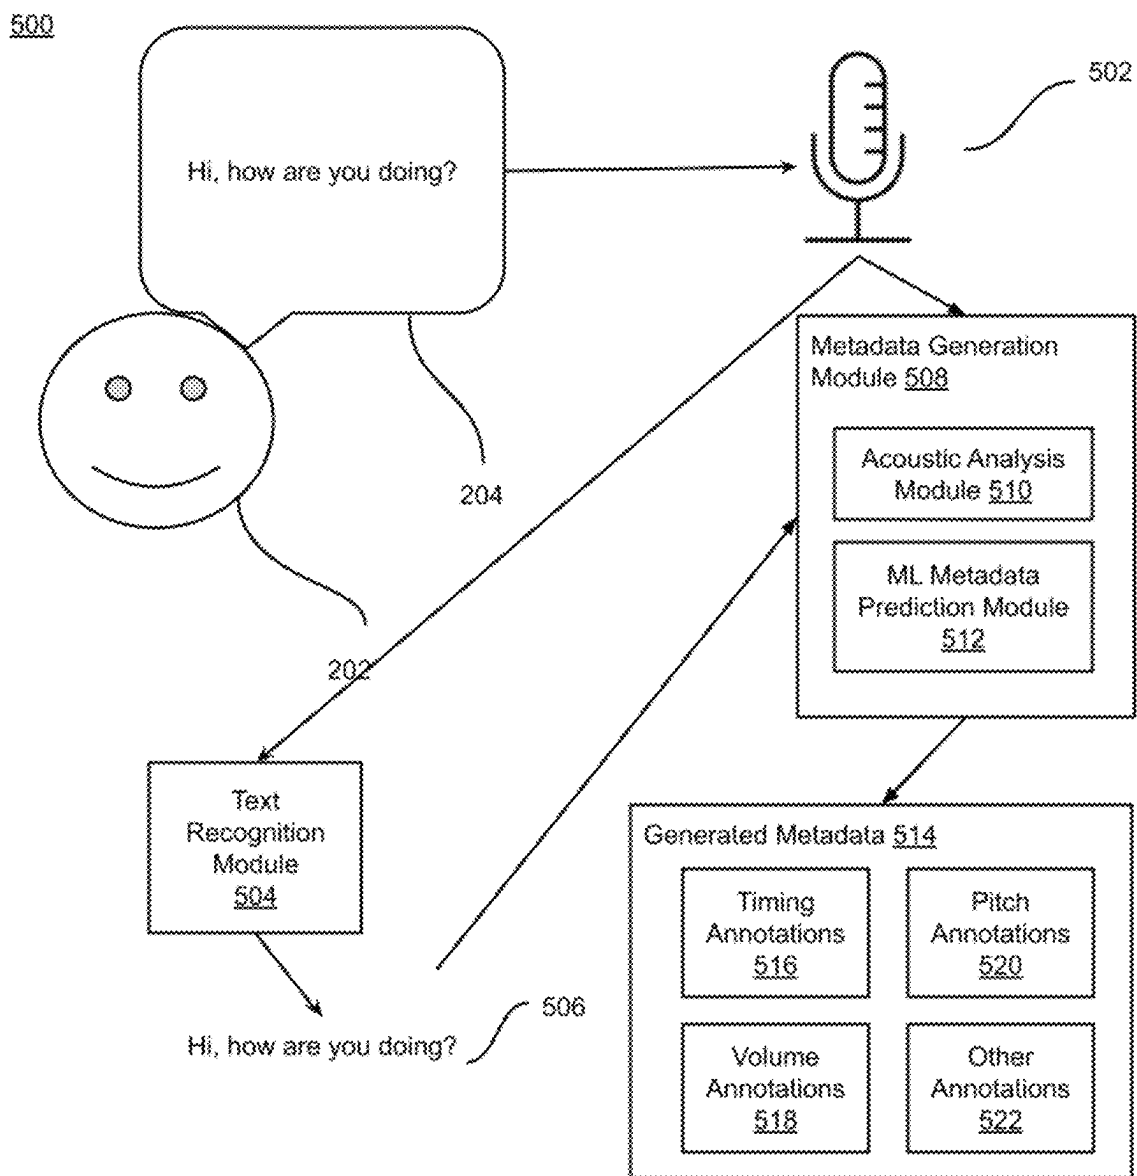 500
Hi, how are you doing?
502
204
202
Metadata Generation
Module 508
Acoustic Analysis
Module 510
ML Metadata
Prediction Module
512
Text
Recognition
Module
504
Hi, how are you doing?
506
Generated Metadata 514
Timing
Annotations
516
Pitch
Annotations
520
Volume
Annotations
518
Other
Annotations
522